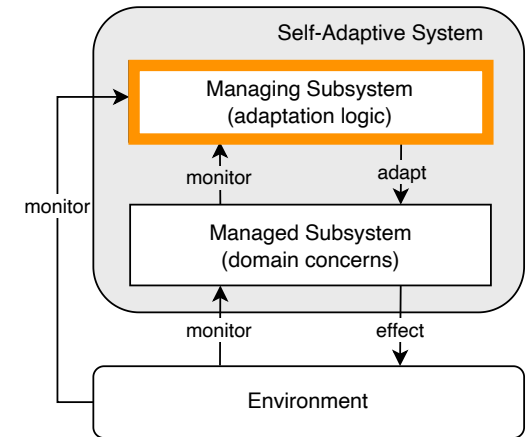 Self-Adaptive System
Managing Subsystem
(adaptation logic)
monitor
adapt
monitor
Managed Subsystem
(domain concerns)
monitor
effect
Environment